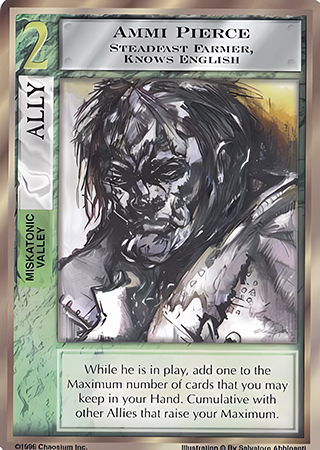 2
AMMI PIERCE
STEADFAST FARMER,
KNOWS ENGLISH
ALLY
MISKATONIC
VALLEY
While he is in play, add one to the
Maximum number of cards that you may
keep in your Hand. Cumulative with
other Allies that raise your Maximum.
©1996 Chaosium Inc.
Illustration © By Salvatore Abbinanti